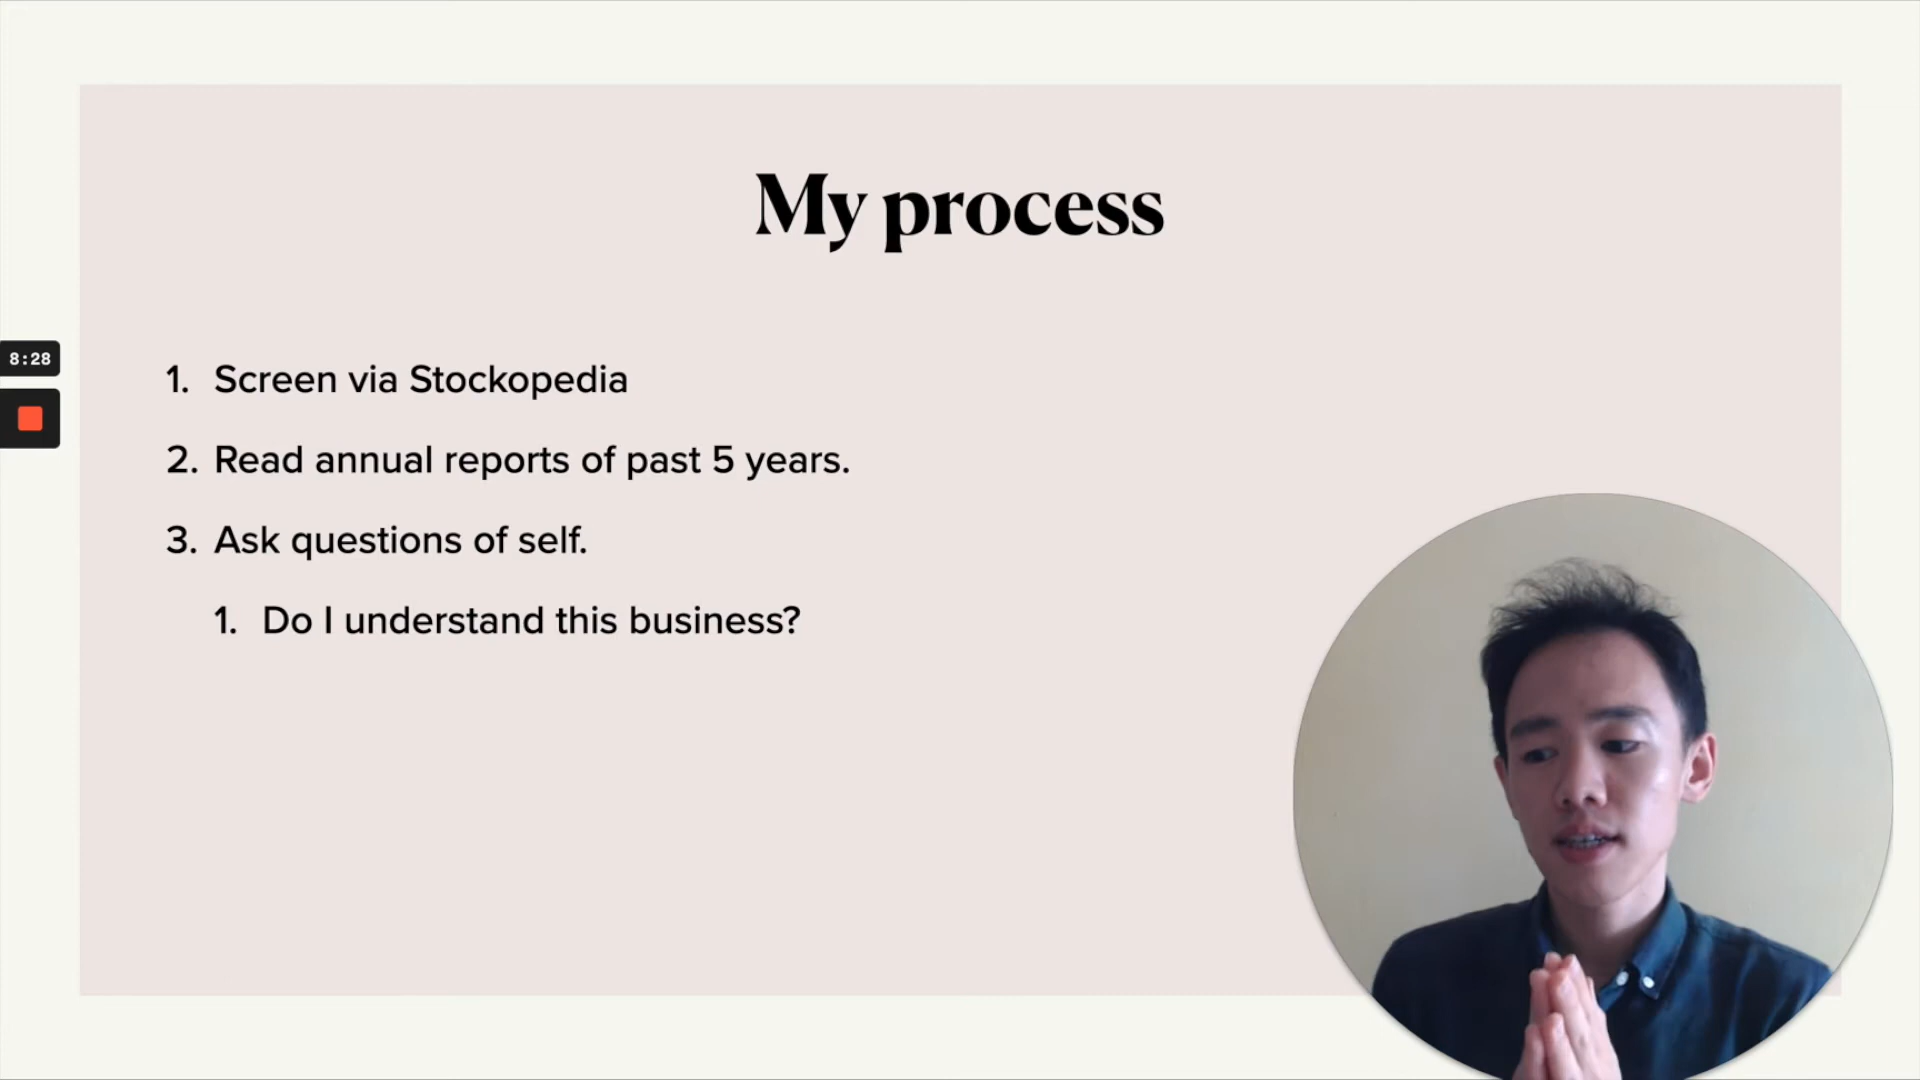 My process
8:28
1. Screen via Stockopedia
2. Read annual reports of past 5 years.
3. Ask questions of self.
1. Do I understand this business?